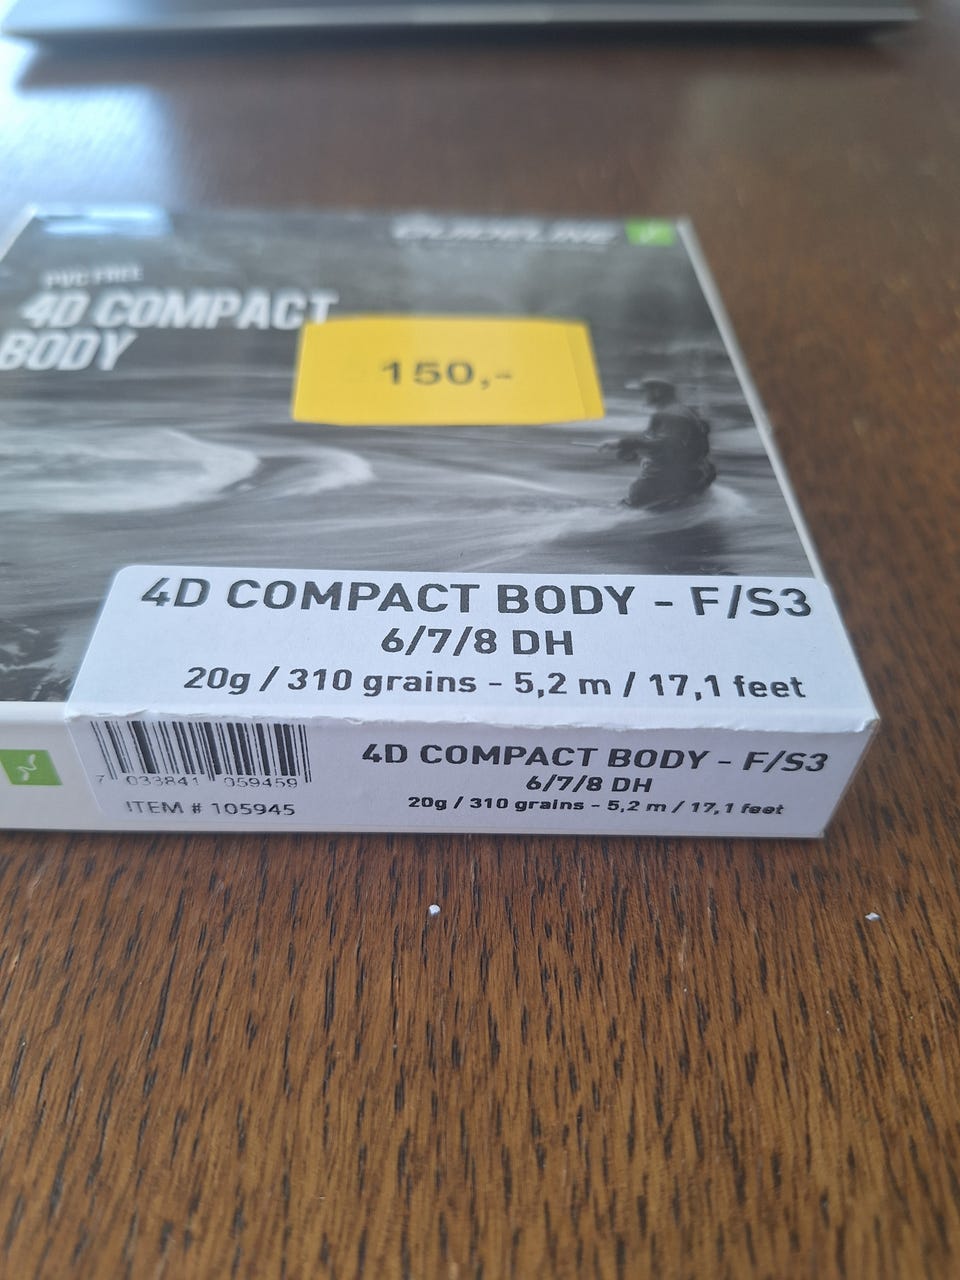 GUIDELINE
PVC FREE
4D COMPACT
BODY
150,-
4D COMPACT BODY - F/S3
6/7/8 DH
20g / 310 grains - 5,2 m / 17,1 feet
7 033841 059459
ITEM # 105945
4D COMPACT BODY - F/S3
6/7/8 DH
20g / 310 grains - 5,2 m / 17,1 feet